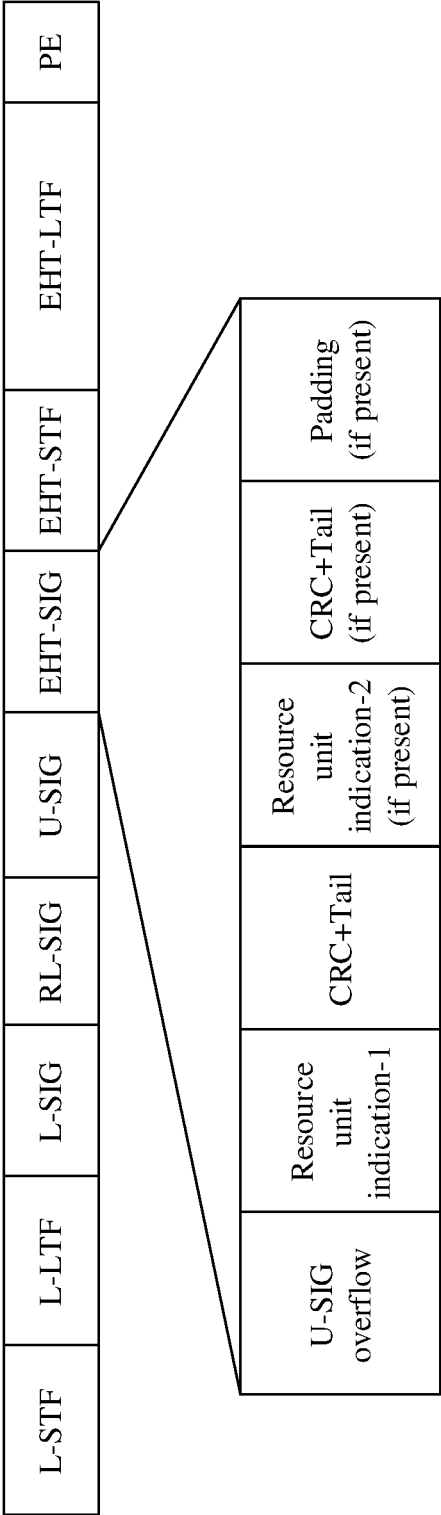 L-STF
L-LTF
L-SIG
RL-SIG
U-SIG
EHT-SIG
EHT-STF
EHT-LTF
PE
U-SIG
overflow
Resource
unit
indication-1
CRC+Tail
Resource
unit
indication-2
(if present)
CRC+Tail
(if present)
Padding
(if present)